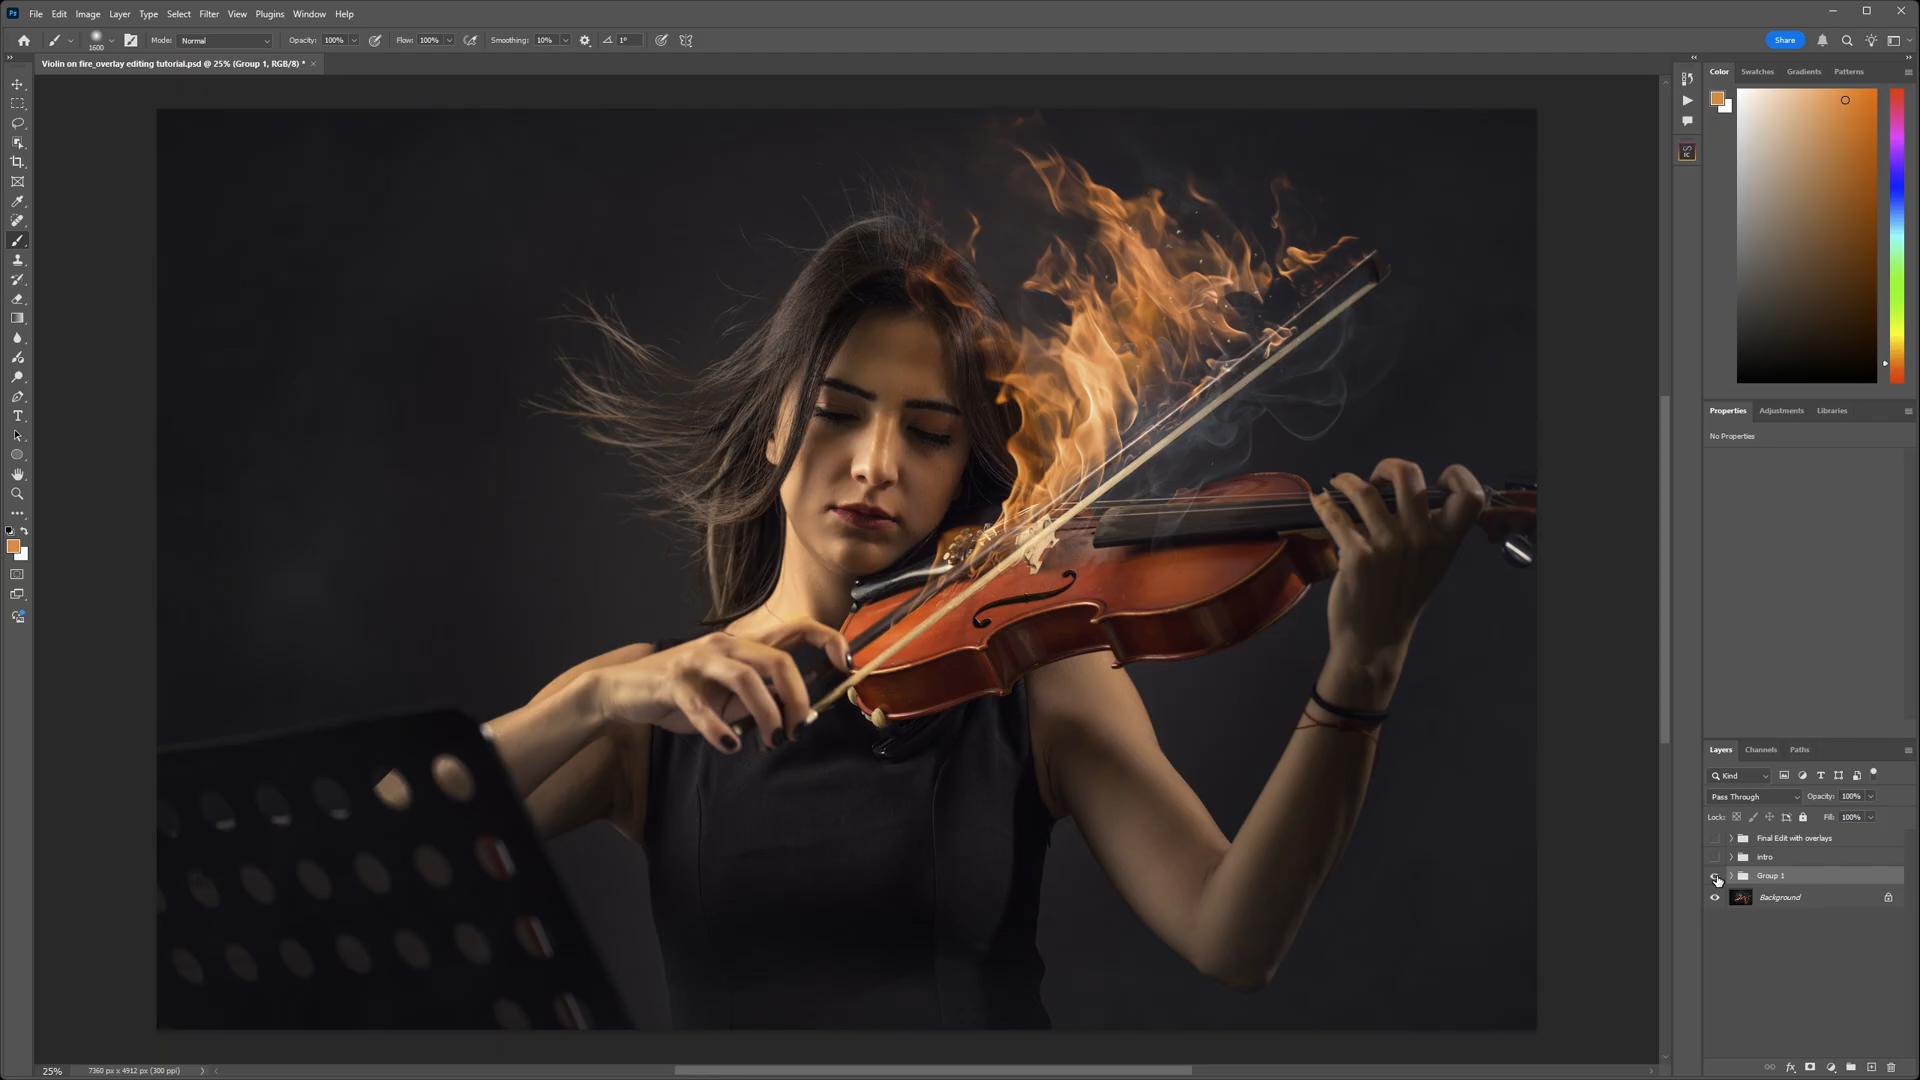 Ps File Edit Image Layer Type Select Filter View Plugins Window Help
1600 Mode: Normal Opacity: 100% Flow: 100% Smoothing: 10% 1° Share
Violin on fire_overlay editing tutorial.psd @ 25% (Group 1, RGB/8) *
Color Swatches Gradients Patterns
Properties Adjustments Libraries
No Properties
Layers Channels Paths
Kind
Pass Through Opacity: 100%
Lock: Fill: 100%
Final Edit with overlays
intro
Group 1
Background
25% 7360 px x 4912 px (300 ppi)